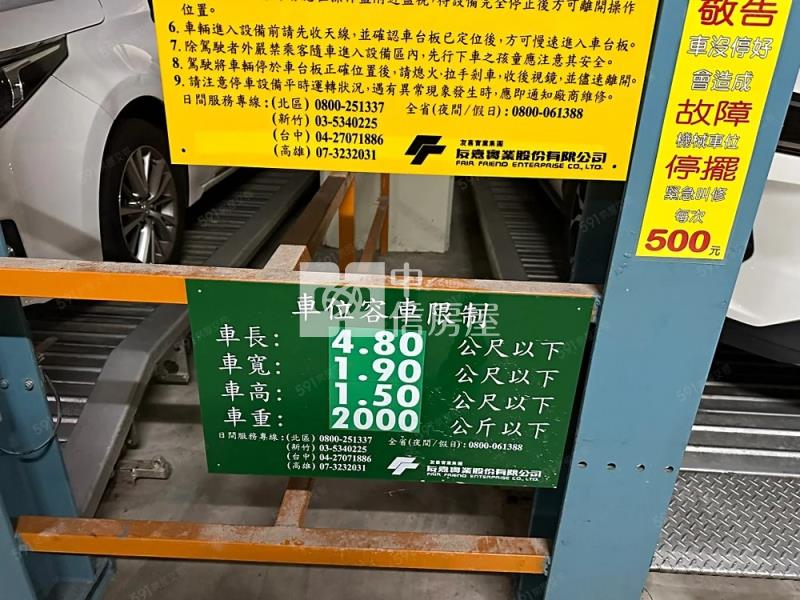 位置。
6. 車輛進入設備前請先收天線，並確認車台板已定位後，方可慢速進入車台板。
7. 除駕駛者外嚴禁乘客隨車進入設備區內，先行下車之孩童應注意其安全。
8. 駕駛將車輛停於車台板正確位置後，請熄火、拉手剎車，收後視鏡，並儘速離開。
9. 請注意停車設備平時運轉狀況，遇有異常現象發生時，應即通知廠商維修。
日間服務專線：(北區) 0800-251337 全省(夜間/假日)：0800-061388
(新竹) 03-5340225
(台中) 04-27071886
(高雄) 07-3232031
友嘉實業集團
友嘉實業股份有限公司
FAIR FRIEND ENTERPRISE CO., LTD.
敬告
車沒停好
會造成
故障
機械車位
停擺
緊急叫修
每次
500元
車位容車限制
車長： 4.80 公尺以下
車寬： 1.90 公尺以下
車高： 1.50 公尺以下
車重： 2000 公斤以下
日間服務專線：(北區) 0800-251337 全省(夜間/假日)：0800-061388
(新竹) 03-5340225
(台中) 04-27071886
(高雄) 07-3232031
友嘉實業集團
友嘉實業股份有限公司
FAIR FRIEND ENTERPRISE CO., LTD.
中信房屋